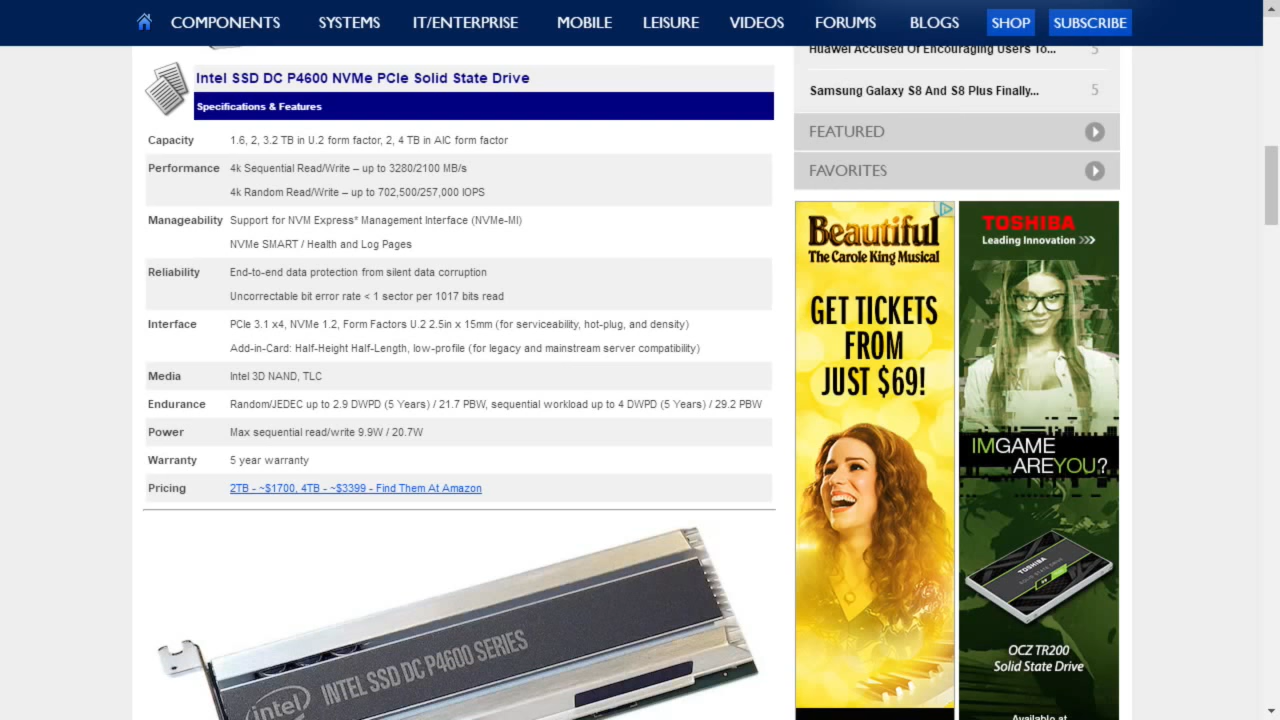 COMPONENTS SYSTEMS IT/ENTERPRISE MOBILE LEISURE VIDEOS FORUMS BLOGS SHOP SUBSCRIBE
Intel SSD DC P4600 NVMe PCIe Solid State Drive
Specifications & Features
Capacity 1.6, 2, 3.2 TB in U.2 form factor, 2, 4 TB in AIC form factor
Performance 4k Sequential Read/Write – up to 3280/2100 MB/s
4k Random Read/Write – up to 702,500/257,000 IOPS
Manageability Support for NVM Express* Management Interface (NVMe-MI)
NVMe SMART / Health and Log Pages
Reliability End-to-end data protection from silent data corruption
Uncorrectable bit error rate < 1 sector per 1017 bits read
Interface PCIe 3.1 x4, NVMe 1.2, Form Factors U.2 2.5in x 15mm (for serviceability, hot-plug, and density)
Add-in-Card: Half-Height Half-Length, low-profile (for legacy and mainstream server compatibility)
Media Intel 3D NAND, TLC
Endurance Random/JEDEC up to 2.9 DWPD (5 Years) / 21.7 PBW, sequential workload up to 4 DWPD (5 Years) / 29.2 PBW
Power Max sequential read/write 9.9W / 20.7W
Warranty 5 year warranty
Pricing 2TB - ~$1700, 4TB - ~$3399 - Find Them At Amazon
intel INTEL SSD DC P4600 SERIES
Huawei Accused Of Encouraging Users To... 5
Samsung Galaxy S8 And S8 Plus Finally... 5
FEATURED
FAVORITES
Beautiful
The Carole King Musical
GET TICKETS
FROM
JUST $69!
TOSHIBA
Leading Innovation >>>
IMGAME
AREYOU?
TOSHIBA
SOLID STATE DRIVE
OCZ TR200
Solid State Drive
Available at